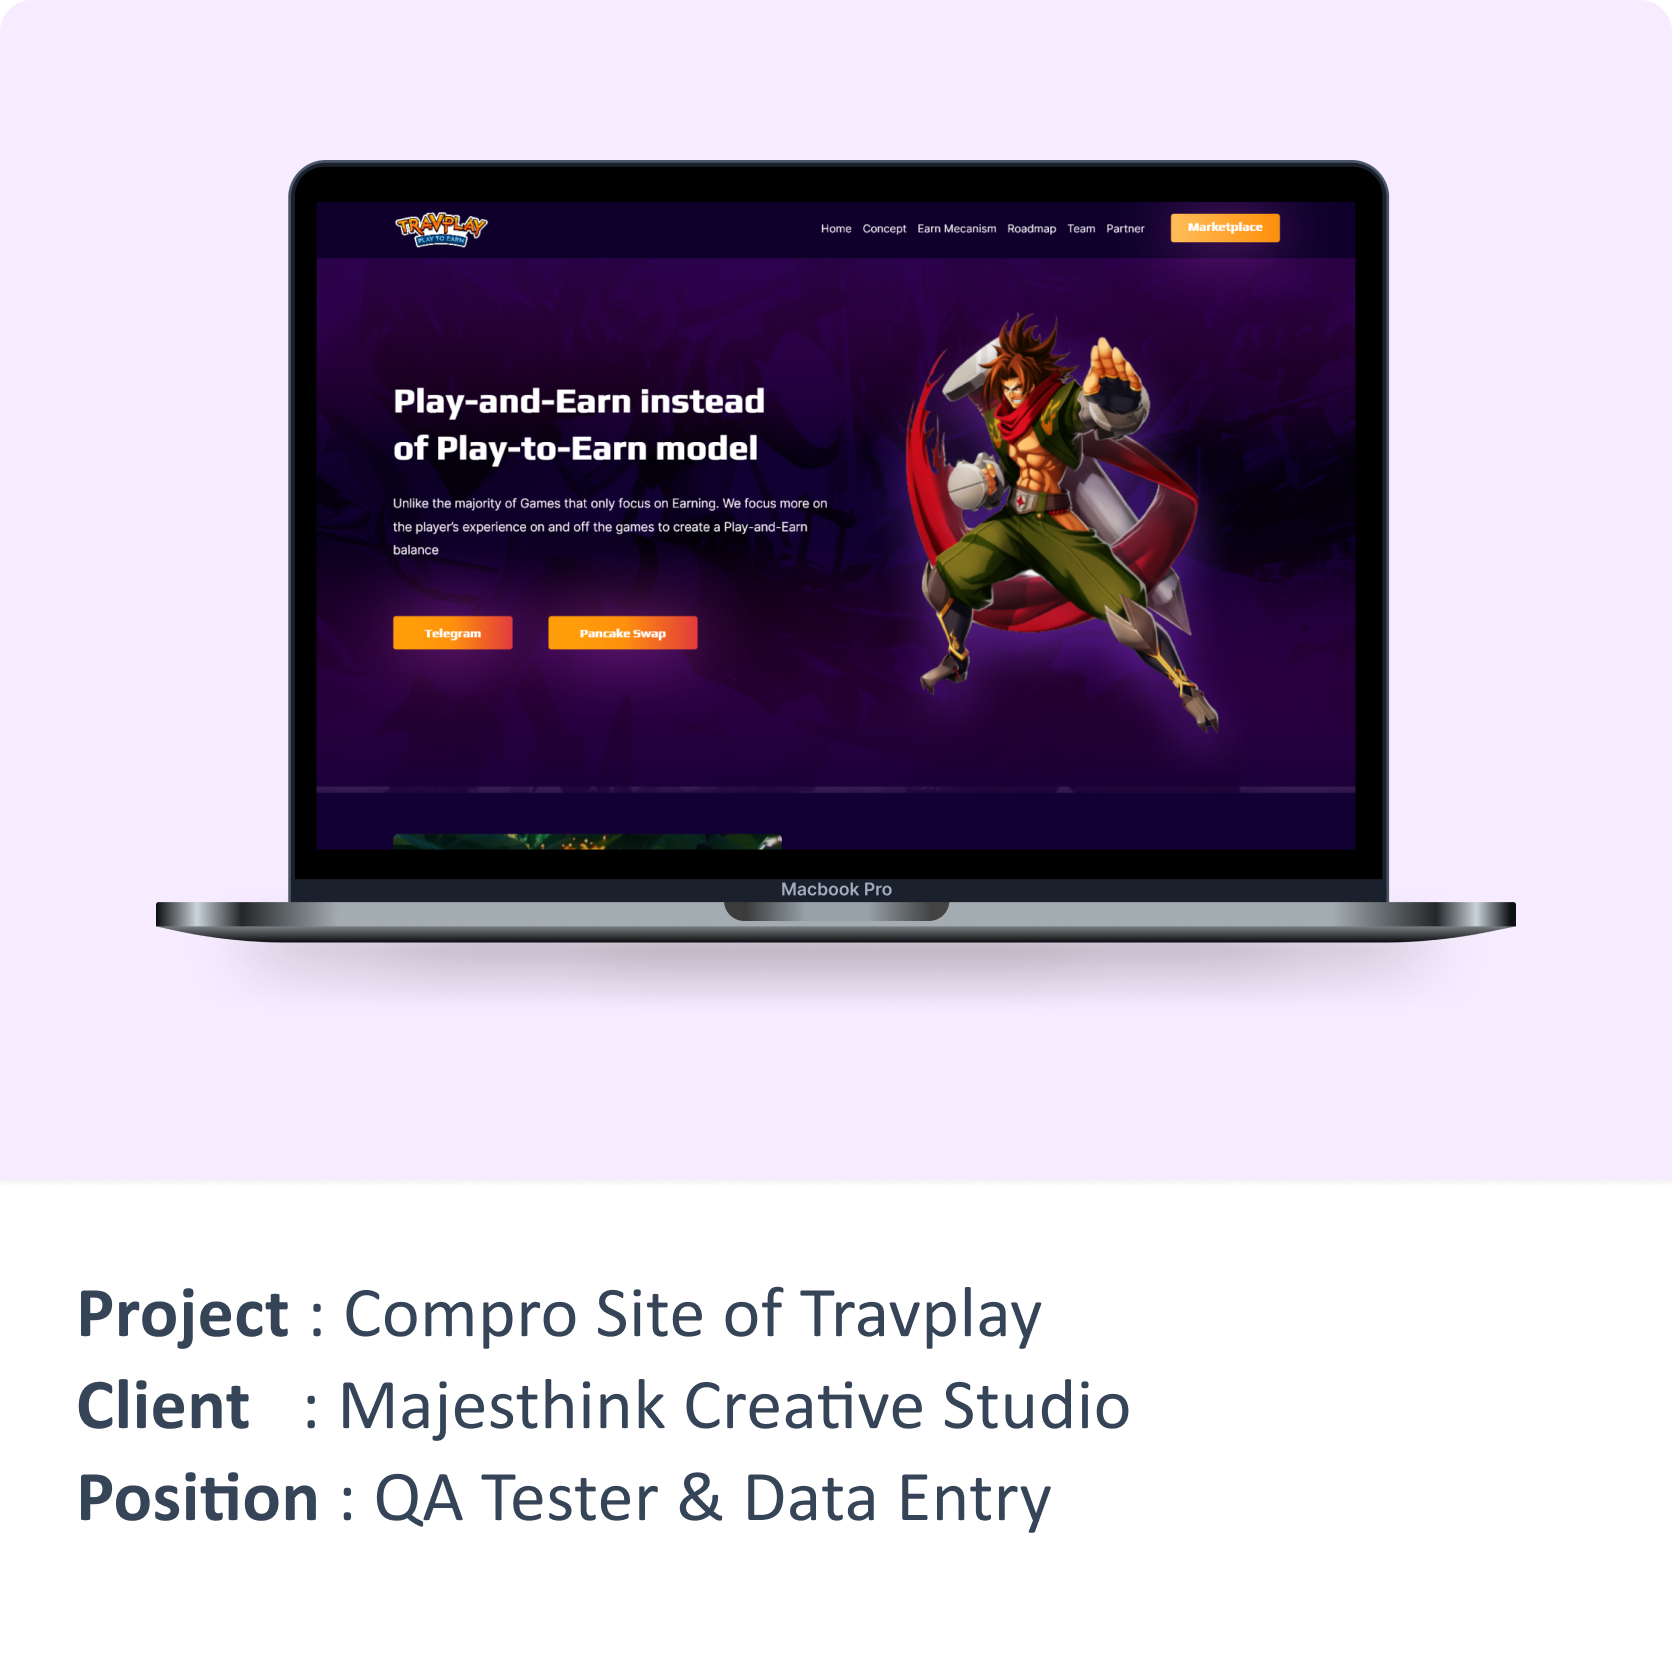 TRAVPLAY
PLAY TO EARN
Home Concept Earn Mecanism Roadmap Team Partner Marketplace
Play-and-Earn instead
of Play-to-Earn model
Unlike the majority of Games that only focus on Earning. We focus more on
the player's experience on and off the games to create a Play-and-Earn
balance
Telegram Pancake Swap
Macbook Pro
Project : Compro Site of Travplay
Client : Majesthink Creative Studio
Position : QA Tester & Data Entry